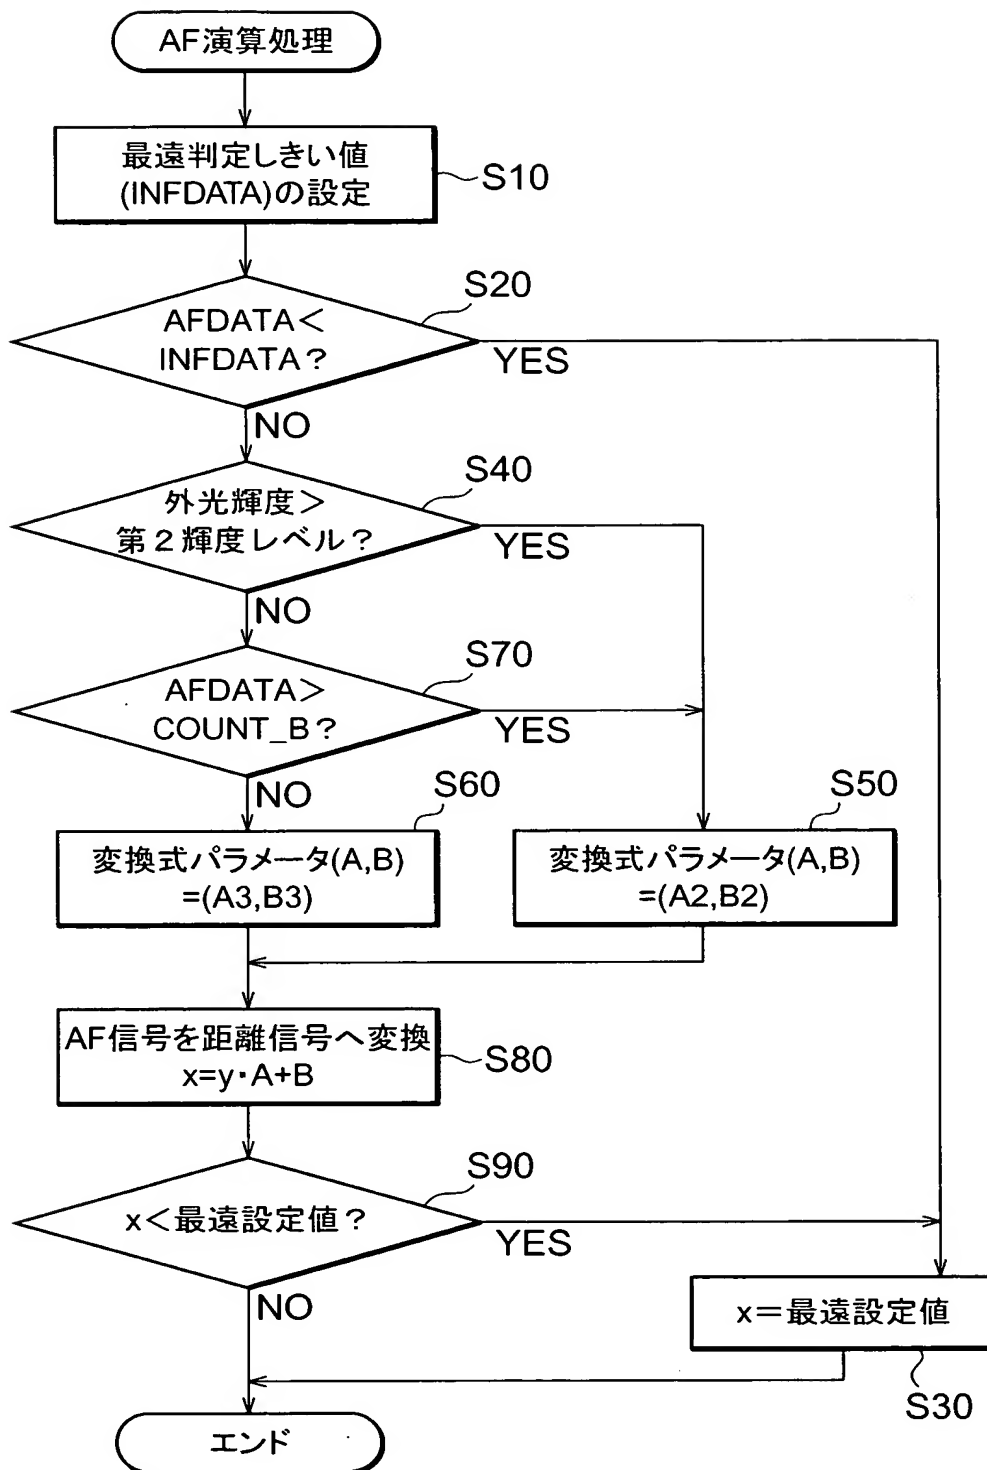 AF演算処理
最遠判定しきい値
(INFDATA)の設定
S10
S20
AFDATA＜
INFDATA？
YES
NO
S40
外光輝度＞
第２輝度レベル？
YES
NO
S70
AFDATA＞
COUNT_B？
YES
NO
S60
変換式パラメータ(A,B)
=(A3,B3)
S50
変換式パラメータ(A,B)
=(A2,B2)
AF信号を距離信号へ変換
x=y･A+B
S80
S90
x＜最遠設定値？
YES
NO
x＝最遠設定値
S30
エンド